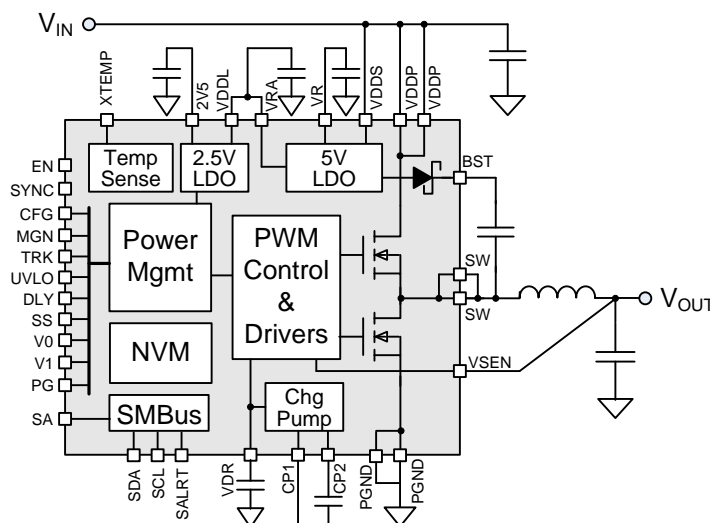 VIN
XTEMP
2V5
VDDL
VRA
VR
VDDS
VDDP
VDDP
EN
SYNC
CFG
MGN
TRK
UVLO
DLY
SS
V0
V1
PG
SA
Temp
Sense
2.5V
LDO
5V
LDO
BST
Power
Mgmt
PWM
Control
&
Drivers
SW
SW
VOUT
NVM
VSEN
SMBus
Chg
Pump
SDA
SCL
SALRT
VDR
CP1
CP2
PGND
PGND